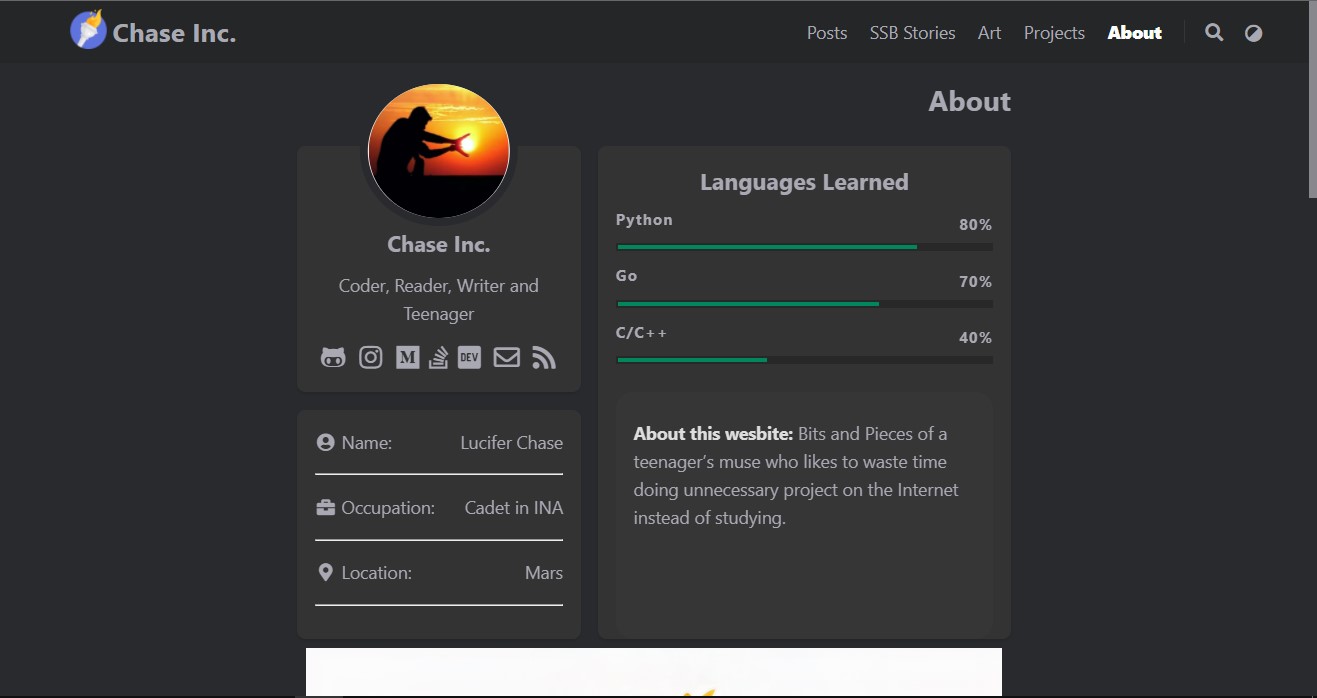 Chase Inc.
Posts
SSB Stories
Art
Projects
About
About
Chase Inc.
Coder, Reader, Writer and
Teenager
M
DEV
Name:
Lucifer Chase
Occupation:
Cadet in INA
Location:
Mars
Languages Learned
Python
80%
Go
70%
C/C++
40%
About this wesbite: Bits and Pieces of a
teenager’s muse who likes to waste time
doing unnecessary project on the Internet
instead of studying.